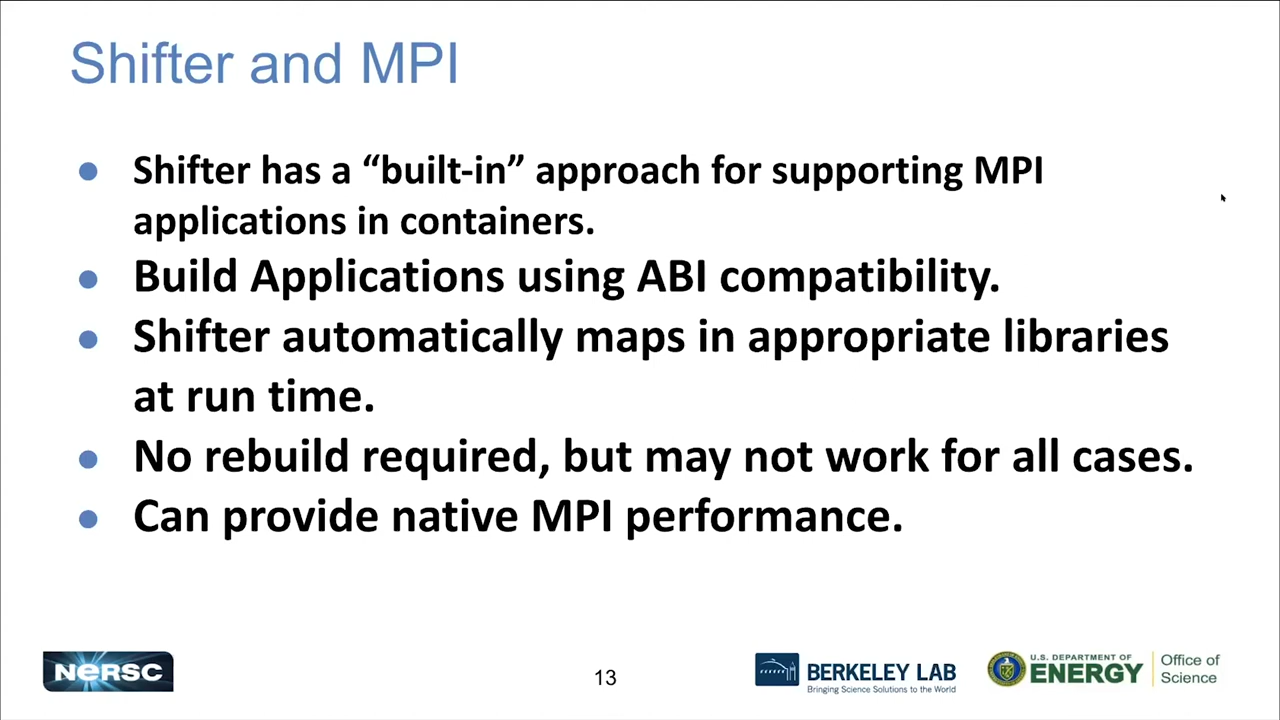 Shifter and MPI
● Shifter has a “built-in” approach for supporting MPI
applications in containers.
● Build Applications using ABI compatibility.
● Shifter automatically maps in appropriate libraries
at run time.
● No rebuild required, but may not work for all cases.
● Can provide native MPI performance.
NERSC
13
BERKELEY LAB
Bringing Science Solutions to the World
U.S. DEPARTMENT OF
ENERGY
Office of
Science